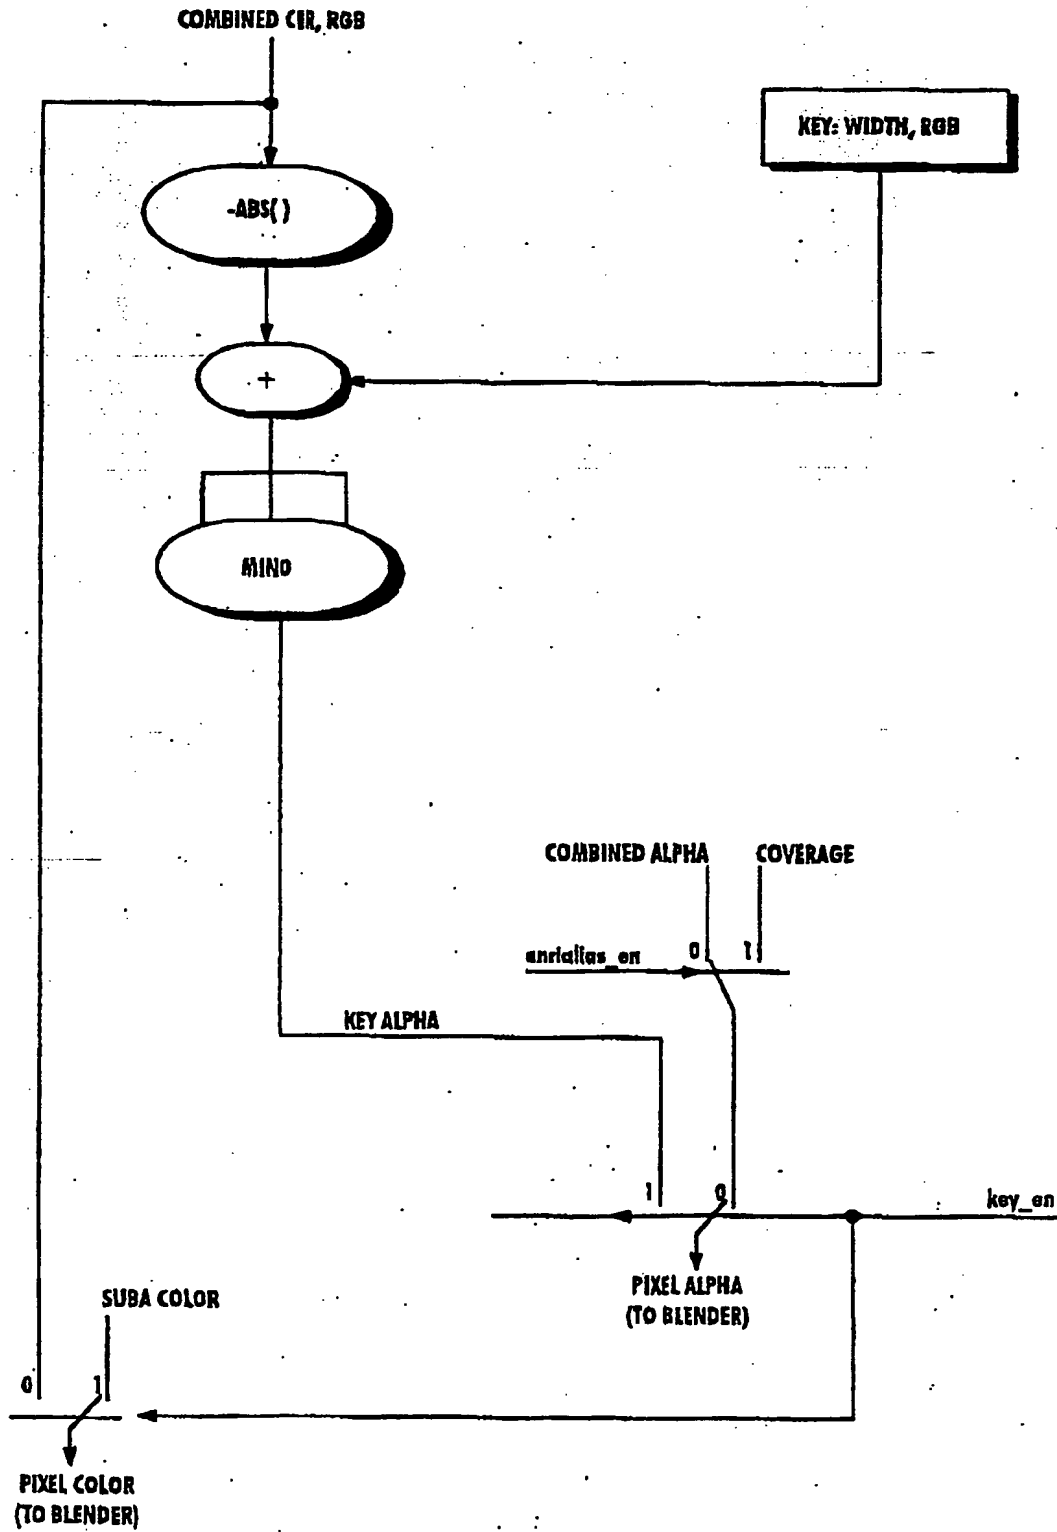 COMBINED CLR, RGB
KEY: WIDTH, RGB
-ABS( )
+
MIN0
COMBINED ALPHA
COVERAGE
antialias_en
0
1
KEY ALPHA
1
0
key_en
PIXEL ALPHA
(TO BLENDER)
SUBA COLOR
0
1
PIXEL COLOR
(TO BLENDER)